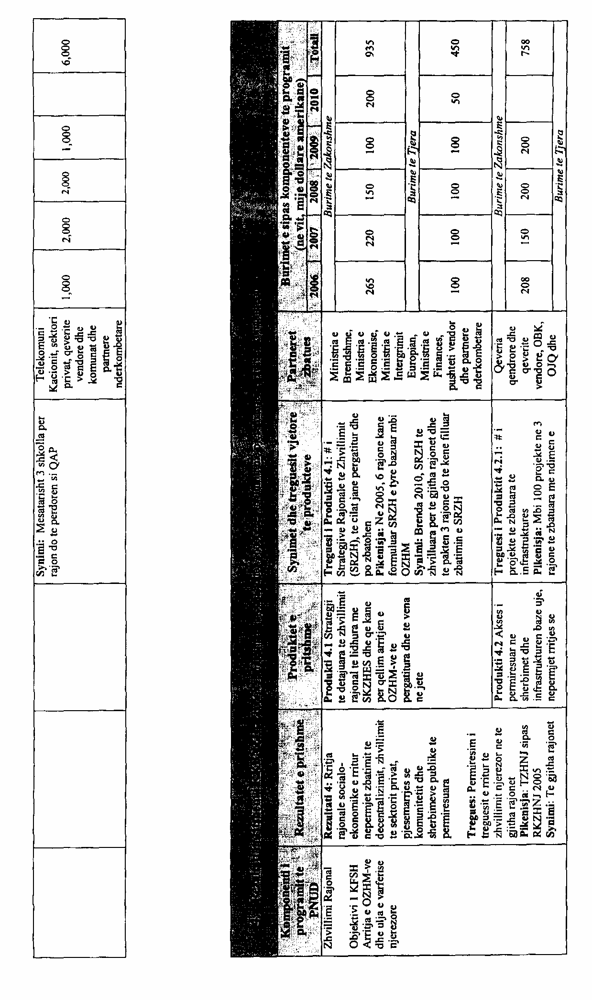 Synimi: Mesatarisht 3 shkolla per
rajon do te perdoren si QAP
Telekomuni
Kacionit, sektori
privat, qeverite
vendore dhe
komunat dhe
partnere
nderkombetare
1,000
2,000
2,000
1,000
6,000
Komponenti i
programit te
PNUD
Rezultatet e pritshme
Produktet e
pritshme
Synimet dhe treguesit vjetore
te produkteve
Partneret
zbatues
Burimet e sipas komponenteve te programit
(ne vit, mije dollare amerikane)
2006
2007
2008
2009
2010
Totali
Zhvillimi Rajonal
Objektivi 1 KFSH
Arritja e OZHM-ve
dhe ulja e varferise
njerezore
Rezultati 4: Rritja
rajonale socialo-
ekonomike e rritur
nepermjet zbatimit te
decentralizimit, zhvillimit
te sektorit privat,
pjesemarrjes se
komunitetit dhe
sherbimeve publike te
permiresuara
Tregues: Permiresim i
treguesit e rritur te
zhvillimit njerezor ne te
gjitha rajonet
Pikenisja: TZHNJ sipas
RKZHNJ 2005
Synimi: Te gjitha rajonet
Produkti 4.1 Strategji
te detajuara te zhvillimit
rajonal te lidhura me
SKZHES dhe qe kane
per qellim arritjen e
OZHM-ve te
pergatitura dhe te vena
ne jete
Treguesi i Produktit 4.1: # i
Strategjive Rajonale te Zhvillimit
(SRZH), te cilat jane pergatitur dhe
po zbatohen
Pikenisja: Ne 2005, 6 rajone kane
formuluar SRZH e tyre bazuar mbi
OZHM
Synimi: Brenda 2010, SRZH te
zhvilluara per te gjitha rajonet dhe
te pakten 3 rajone do te kene filluar
zbatimin e SRZH
Ministria e
Brendshme,
Ministria e
Ekonomise,
Ministria e
Intergrimit
Europian,
Ministria e
Finances,
pushteti vendor
dhe partnere
nderkombetare
Burime te Zakonshme
265
220
150
100
200
935
Burime te Tjera
100
100
100
100
50
450
Produkti 4.2 Akses i
permiresuar ne
sherbimet dhe
infrastrukturen baze uje,
nepermjet rritjes se
Treguesi i Produktit 4.2.1: # i
projekte te zbatuara te
infrastruktures
Pikenisja: Mbi 100 projekte ne 3
rajone te zbatuara me ndimen e
Qeveria
qendrore dhe
qeverite
vendore, OBK,
OJQ dhe
Burime te Zakonshme
208
150
200
200
758
Burime te Tjera